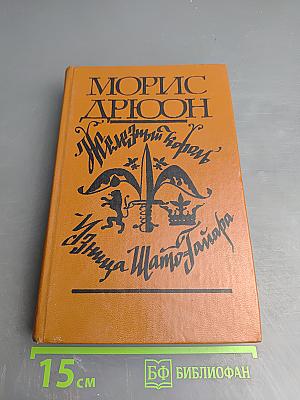 МОРИС
ДРЮОН
Железный король
Узница Шато-Гайара
15 см
БФ БИБЛИОФАН